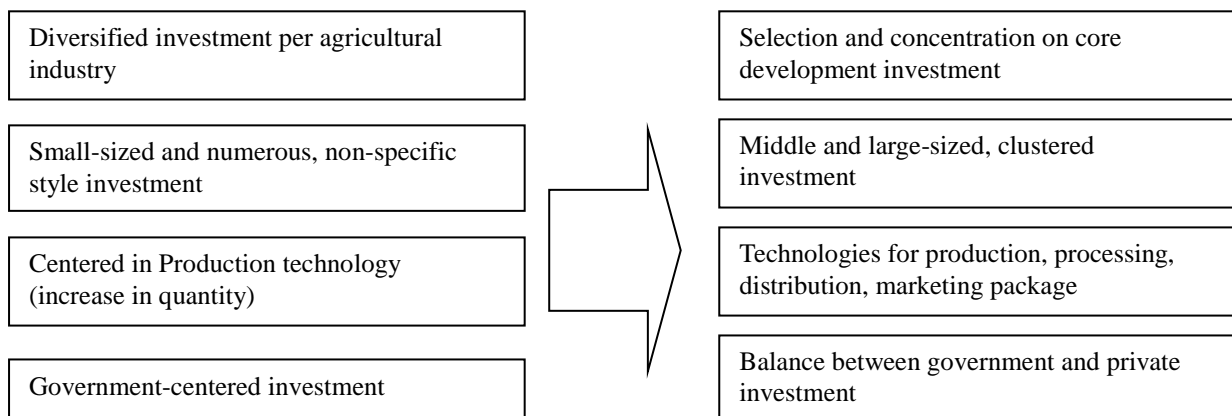 Diversified investment per agricultural
industry
Small-sized and numerous, non-specific
style investment
Centered in Production technology
(increase in quantity)
Government-centered investment
Selection and concentration on core
development investment
Middle and large-sized, clustered
investment
Technologies for production, processing,
distribution, marketing package
Balance between government and private
investment